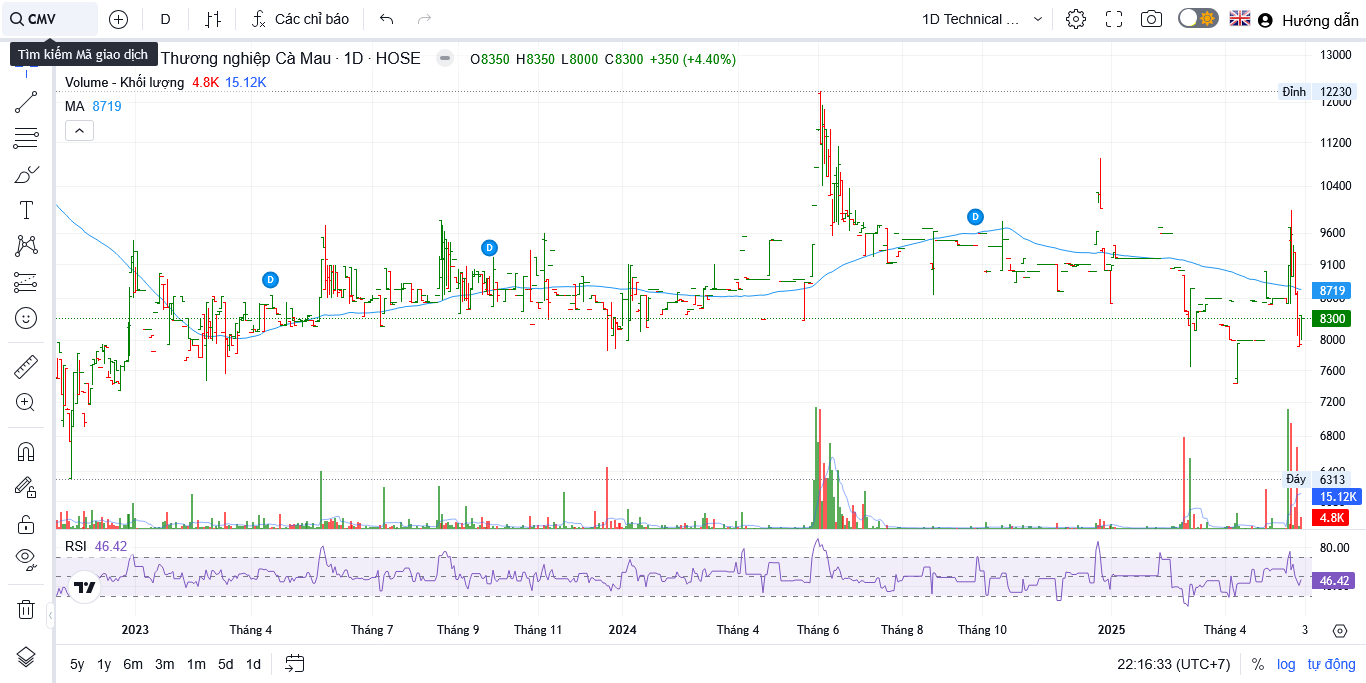 CMV
D
Các chỉ báo
1D Technical ...
Hướng dẫn
Tìm kiếm Mã giao dịch
Thương nghiệp Cà Mau · 1D · HOSE
O8350 H8350 L8000 C8300 +350 (+4.40%)
Volume - Khối lượng 4.8K 15.12K
MA 8719
13000
Đỉnh 12230
12000
11200
10400
9600
9100
8719
8600
8300
8000
7600
7200
6800
6400
Đáy 6313
15.12K
4.8K
D
D
D
RSI 46.42
80.00
46.42
2023 Tháng 4 Tháng 7 Tháng 9 Tháng 11 2024 Tháng 4 Tháng 6 Tháng 8 Tháng 10 2025 Tháng 4 3
5y 1y 6m 3m 1m 5d 1d
22:16:33 (UTC+7) % log tự động